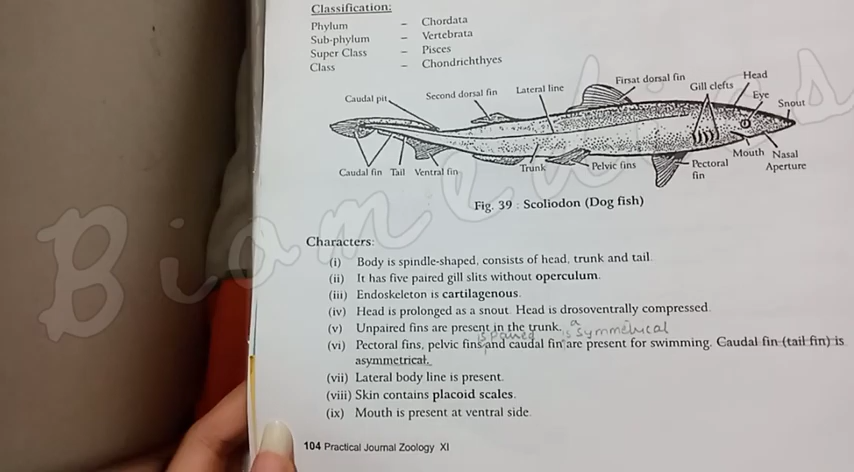 Classification:
Phylum – Chordata
Sub-phylum – Vertebrata
Super Class – Pisces
Class – Chondrichthyes
Caudal pit
Second dorsal fin
Lateral line
Firsat dorsal fin
Gill clefts
Head
Eye
Snout
Caudal fin
Tail
Ventral fin
Trunk
Pelvic fins
Pectoral
fin
Mouth
Nasal
Aperture
Fig. 39 : Scoliodon (Dog fish)
Biomedics
Characters:
(i) Body is spindle-shaped, consists of head, trunk and tail.
(ii) It has five paired gill slits without operculum.
(iii) Endoskeleton is cartilagenous.
(iv) Head is prolonged as a snout. Head is drosoventrally compressed.
(v) Unpaired fins are present in the trunk.
is paired is asymmetrical
(vi) Pectoral fins, pelvic fins and caudal fin are present for swimming. Caudal fin (tail fin) is
asymmetrical.
(vii) Lateral body line is present.
(viii) Skin contains placoid scales.
(ix) Mouth is present at ventral side.
104 Practical Journal Zoology XI